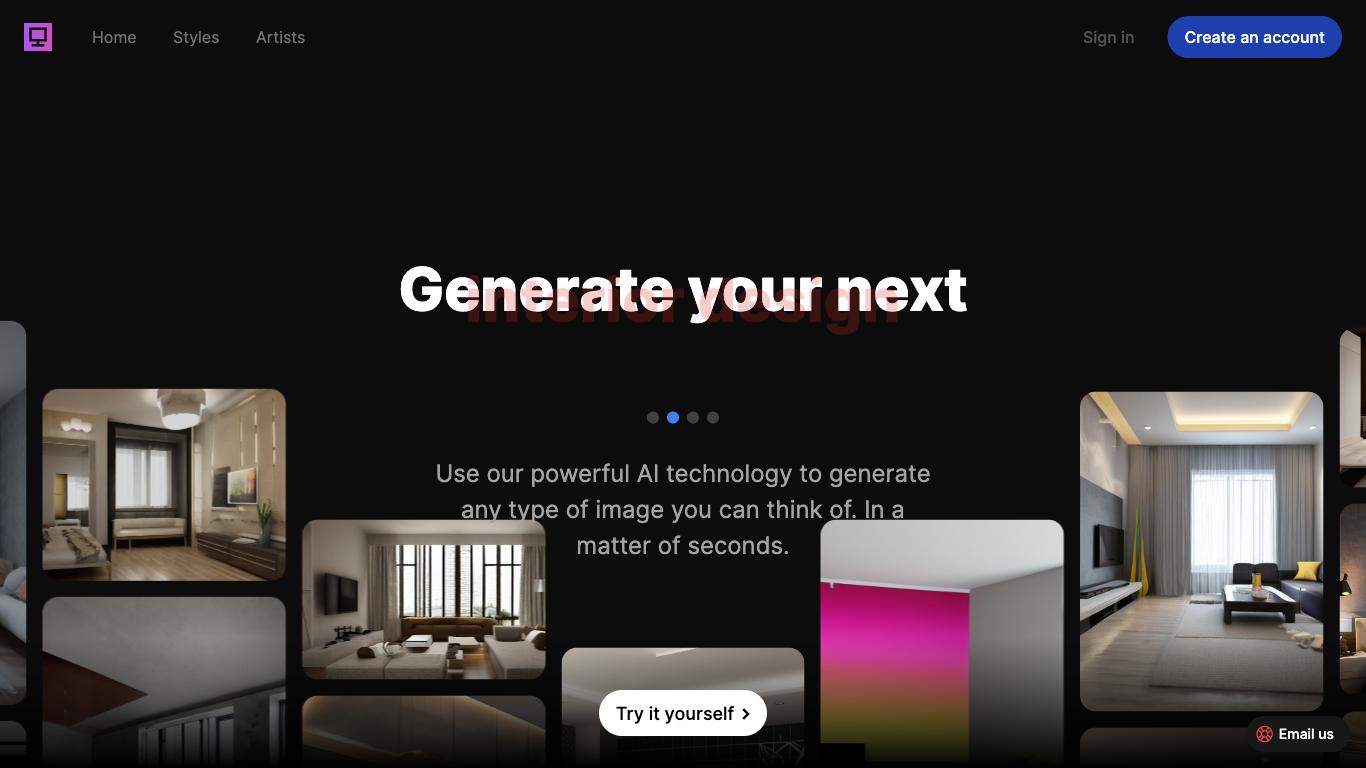 Home
Styles
Artists
Sign in
Create an account
Generate your next
interior design
Use our powerful AI technology to generate
any type of image you can think of. In a
matter of seconds.
Try it yourself
Email us